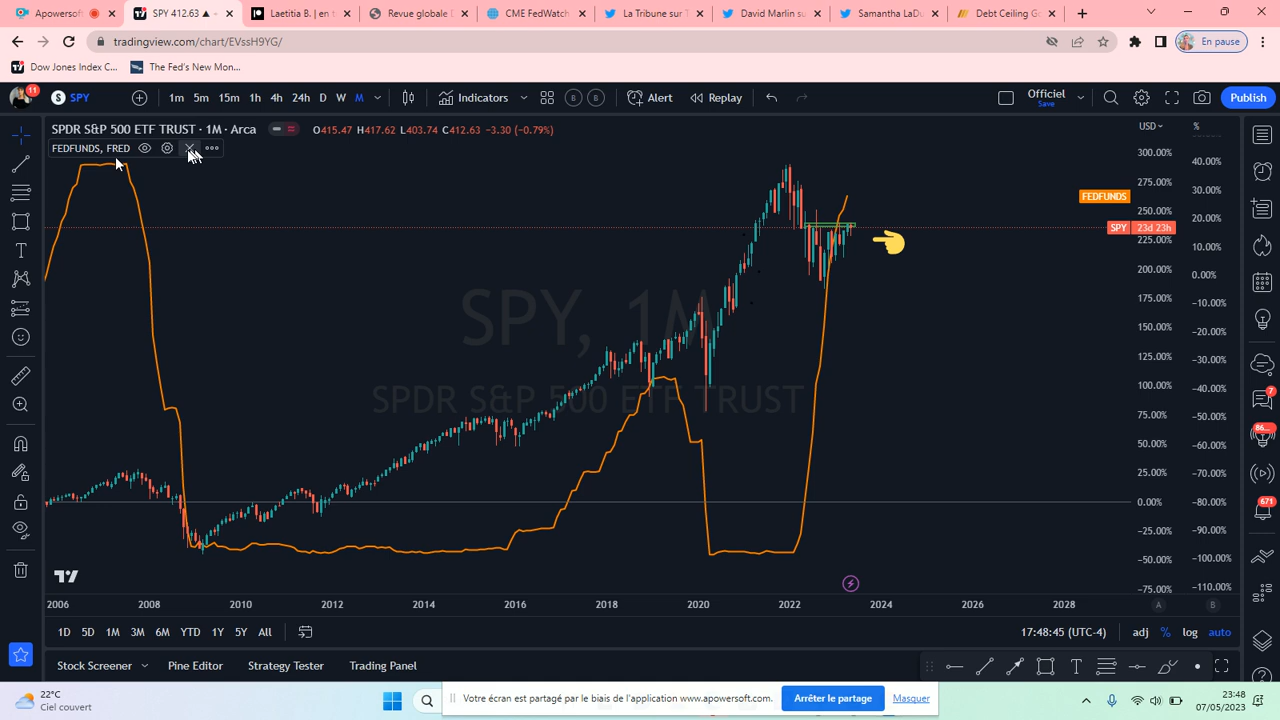 Apowersoft
SPY 412.63 ▲
Laetitia B. | en t
Revue globale
CME FedWatch
La Tribune sur T
David Marlin su
Samantha LaDu
Debt Ceiling G
tradingview.com/chart/EVssH9YG/
En pause
Dow Jones Index C...
The Fed's New Mon...
11
SPY
1m 5m 15m 1h 4h 24h D W M
Indicators
B B
Alert
Replay
Officiel
Save
Publish
SPDR S&P 500 ETF TRUST · 1M · Arca
O415.47 H417.62 L403.74 C412.63 −3.30 (−0.79%)
FEDFUNDS, FRED
USD
%
300.00%
275.00%
250.00%
225.00%
200.00%
175.00%
150.00%
125.00%
100.00%
75.00%
50.00%
25.00%
0.00%
−25.00%
−50.00%
−75.00%
40.00%
30.00%
20.00%
10.00%
0.00%
−10.00%
−20.00%
−30.00%
−40.00%
−50.00%
−60.00%
−70.00%
−80.00%
−90.00%
−100.00%
−110.00%
FEDFUNDS
SPY 23d 23h
SPY, 1M
SPDR S&P 500 ETF TRUST
7
86...
671
2006 2008 2010 2012 2014 2016 2018 2020 2022 2024 2026 2028
A B
1D 5D 1M 3M 6M YTD 1Y 5Y All
17:48:45 (UTC-4)
adj % log auto
Stock Screener
Pine Editor
Strategy Tester
Trading Panel
22°C
Ciel couvert
Votre écran est partagé par le biais de l'application www.apowersoft.com.
Arrêter le partage
Masquer
23:48
07/05/2023